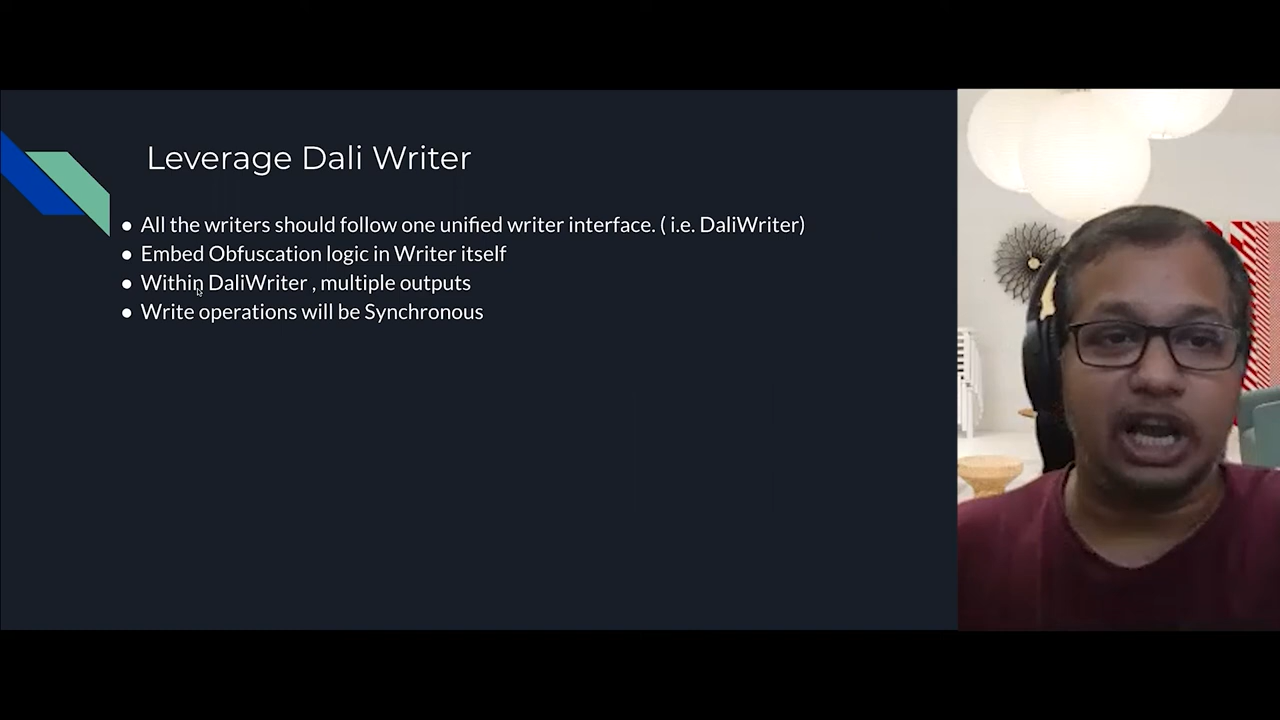 Leverage Dali Writer
● All the writers should follow one unified writer interface. ( i.e. DaliWriter)
● Embed Obfuscation logic in Writer itself
● Within DaliWriter , multiple outputs
● Write operations will be Synchronous